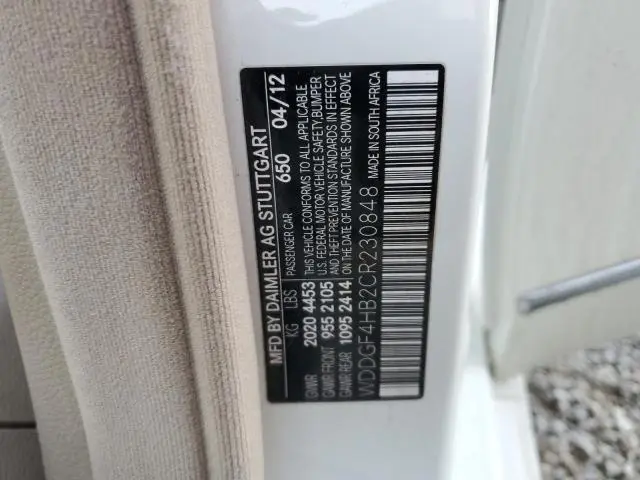 MFD BY DAIMLER AG STUTTGART
KG LBS PASSENGER CAR 650 04/12
GVWR 2020 4453 THIS VEHICLE CONFORMS TO ALL APPLICABLE
U.S. FEDERAL MOTOR VEHICLE SAFETY, BUMPER
GAWR FRONT 955 2105 AND THEFT PREVENTION STANDARDS IN EFFECT
GAWR REAR 1095 2414 ON THE DATE OF MANUFACTURE SHOWN ABOVE
WDDGF4HB2CR230848 MADE IN SOUTH AFRICA